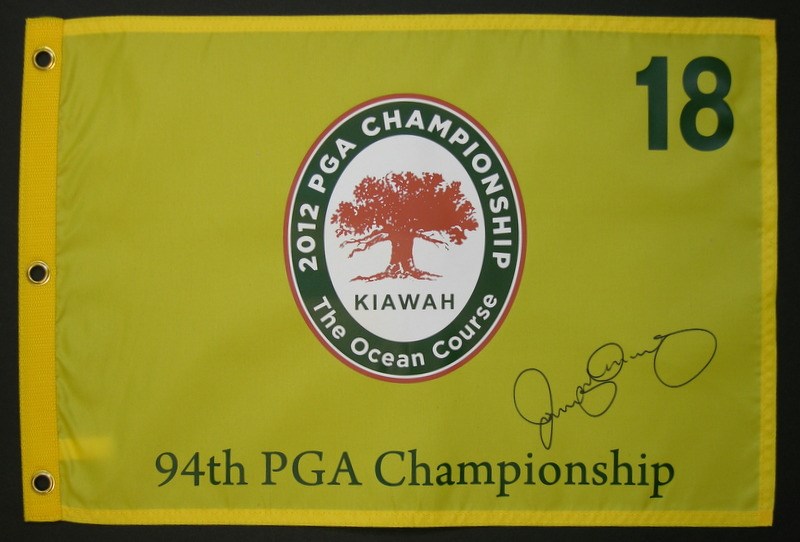 18
2012 PGA CHAMPIONSHIP
KIAWAH
The Ocean Course
94th PGA Championship